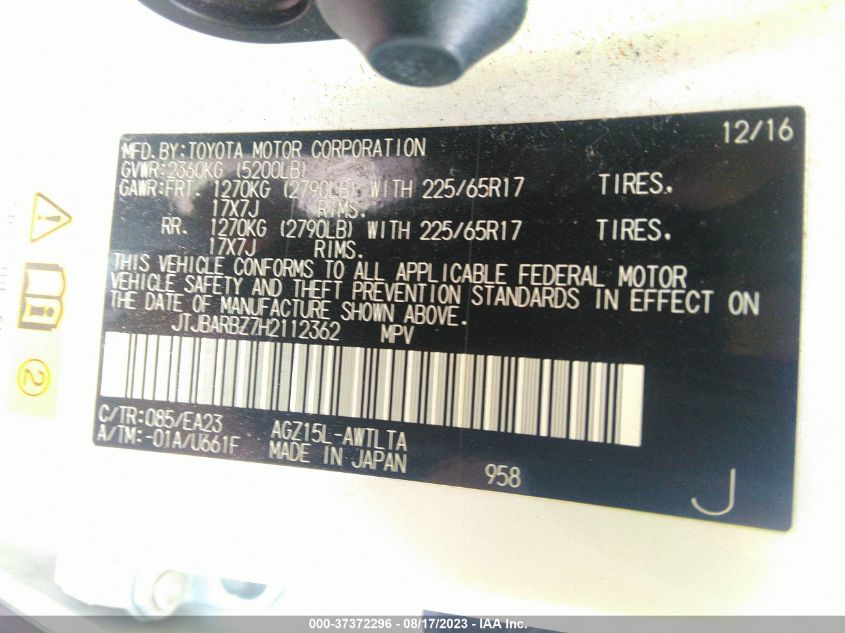 12/16
MFD.BY:TOYOTA MOTOR CORPORATION
GVWR:2360KG (5200LB)
GAWR:FRT. 1270KG (2790LB) WITH 225/65R17 TIRES.
17X7J RIMS.
RR. 1270KG (2790LB) WITH 225/65R17 TIRES.
17X7J RIMS.
THIS VEHICLE CONFORMS TO ALL APPLICABLE FEDERAL MOTOR
VEHICLE SAFETY AND THEFT PREVENTION STANDARDS IN EFFECT ON
THE DATE OF MANUFACTURE SHOWN ABOVE.
JTJBARBZ7H2112362 MPV
C/TR:085/EA23 AGZ15L-AWTLTA
A/TM:-01A/U661F MADE IN JAPAN
958
J
2
000-37372296 - 08/17/2023 - IAA Inc.